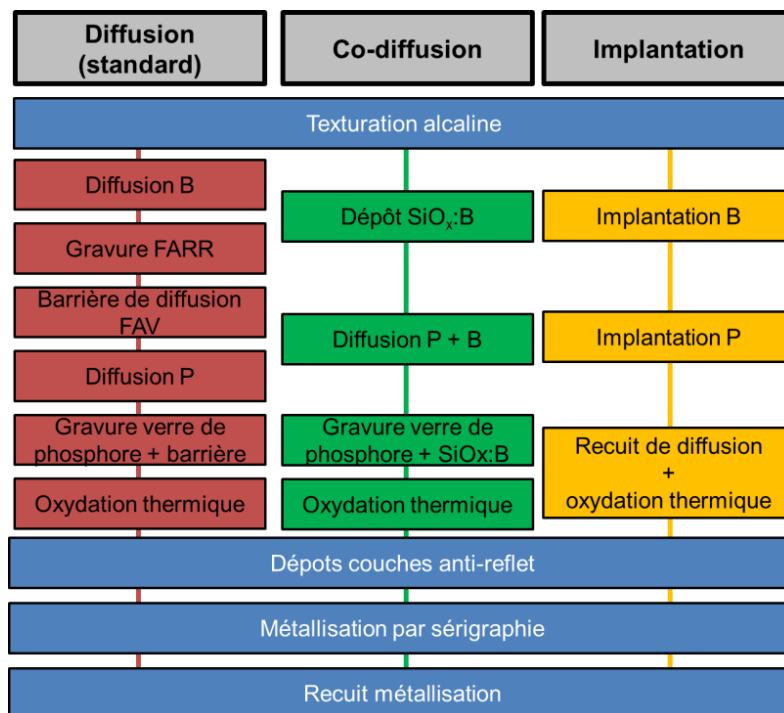 Diffusion
(standard)
Co-diffusion
Implantation
Texturation alcaline
Diffusion B
Gravure FARR
Barrière de diffusion
FAV
Diffusion P
Gravure verre de
phosphore + barrière
Oxydation thermique
Dépôt SiOₓ:B
Diffusion P + B
Gravure verre de
phosphore + SiOx:B
Oxydation thermique
Implantation B
Implantation P
Recuit de diffusion
+
oxydation thermique
Dépots couches anti-reflet
Métallisation par sérigraphie
Recuit métallisation